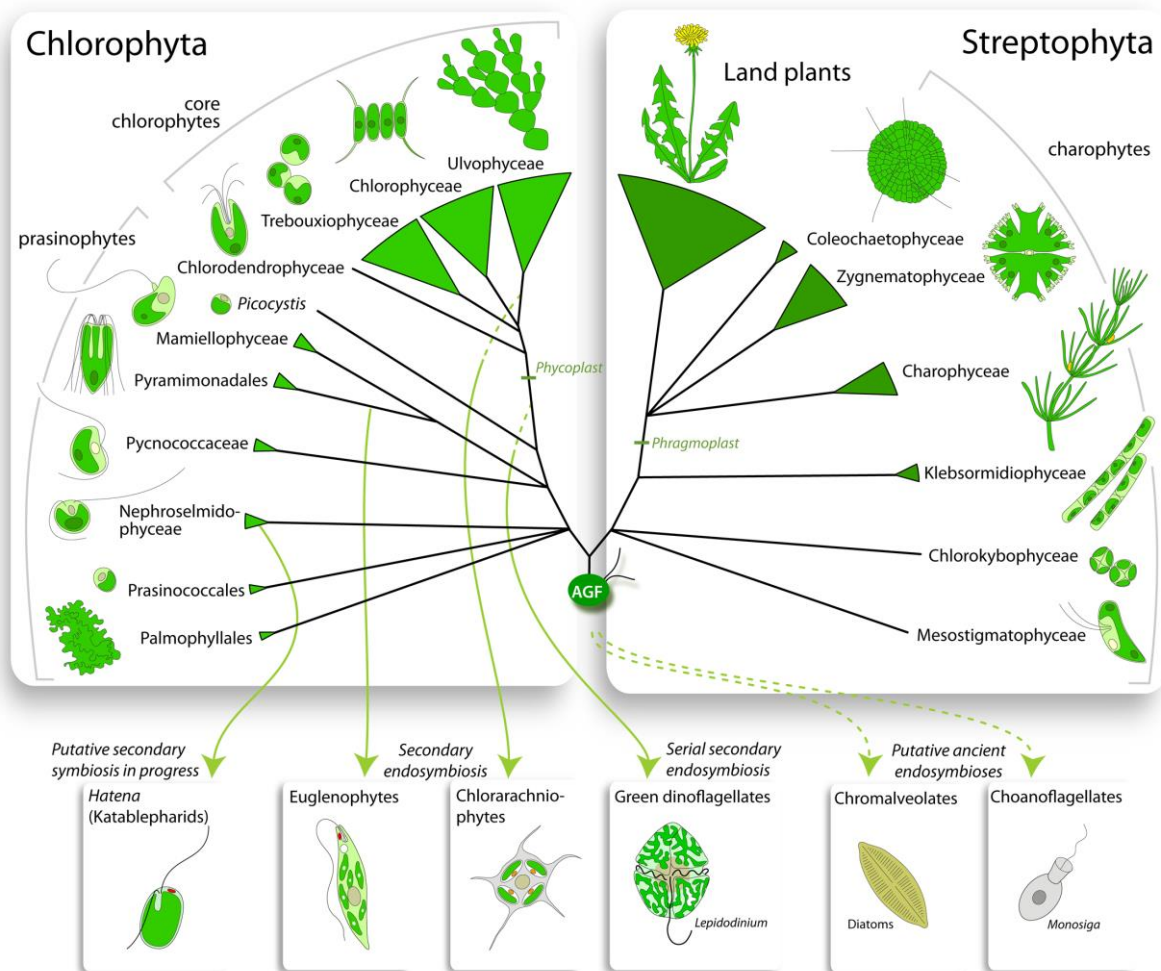 Chlorophyta
core
chlorophytes
Ulvophyceae
Chlorophyceae
Trebouxiophyceae
prasinophytes
Chlorodendrophyceae
Picocystis
Mamiellophyceae
Pyramimonadales
Pycnococcaceae
Nephroselmido-
phyceae
Prasinococcales
Palmophyllales
Phycoplast
Streptophyta
Land plants
charophytes
Coleochaetophyceae
Zygnematophyceae
Charophyceae
Phragmoplast
Klebsormidiophyceae
Chlorokybophyceae
Mesostigmatophyceae
AGF
Putative secondary
symbiosis in progress
Secondary
endosymbiosis
Serial secondary
endosymbiosis
Putative ancient
endosymbioses
Hatena
(Katablepharids)
Euglenophytes
Chlorarachnio-
phytes
Green dinoflagellates
Lepidodinium
Chromalveolates
Diatoms
Choanoflagellates
Monosiga